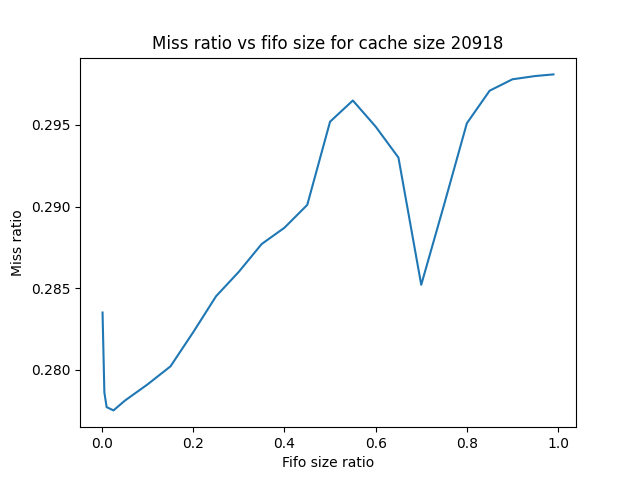 Miss ratio vs fifo size for cache size 20918
0.295
0.290
0.285
0.280
Miss ratio
0.0 0.2 0.4 0.6 0.8 1.0
Fifo size ratio